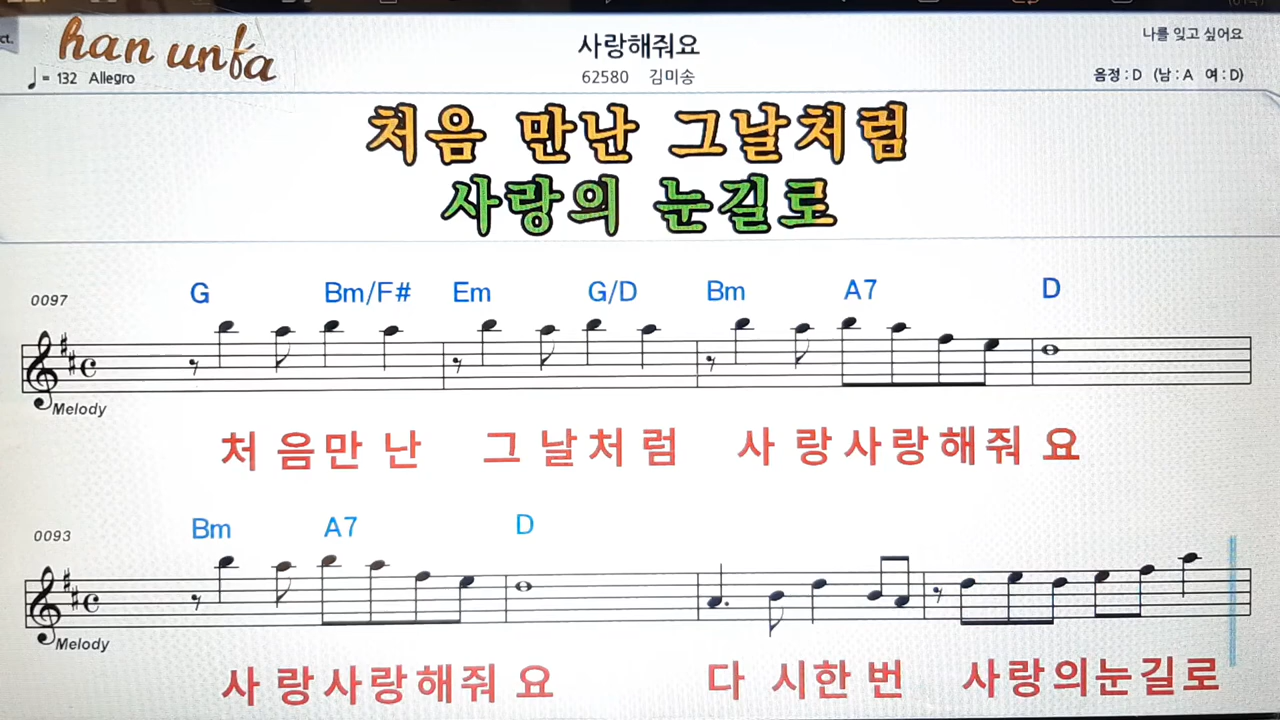 ct.
han unfa
사랑해줘요
나를 잊고 싶어요
♩= 132 Allegro
62580 김미송
음정 : D (남 : A 여 : D)
처음 만난 그날처럼
사랑의 눈길로
0097
G Bm/F# Em G/D Bm A7 D
Melody
처 음만 난 그 날처 럼 사 랑사랑해줘 요
0093
Bm A7 D
Melody
사 랑사랑해줘 요 다 시한 번 사랑의눈길로